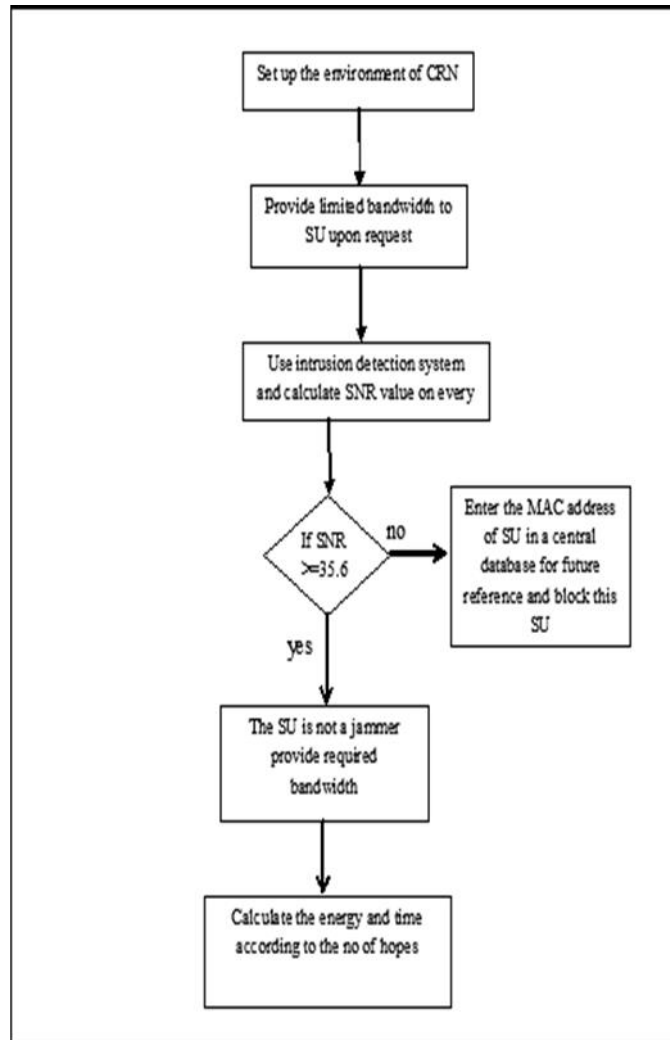 Set up the environment of CRN
Provide limited bandwidth to
SU upon request
Use intrusion detection system
and calculate SNR value on every
If SNR
>=35.6
no
Enter the MAC address
of SU in a central
database for future
reference and block this
SU
yes
The SU is not a jammer
provide required
bandwidth
Calculate the energy and time
according to the no of hopes